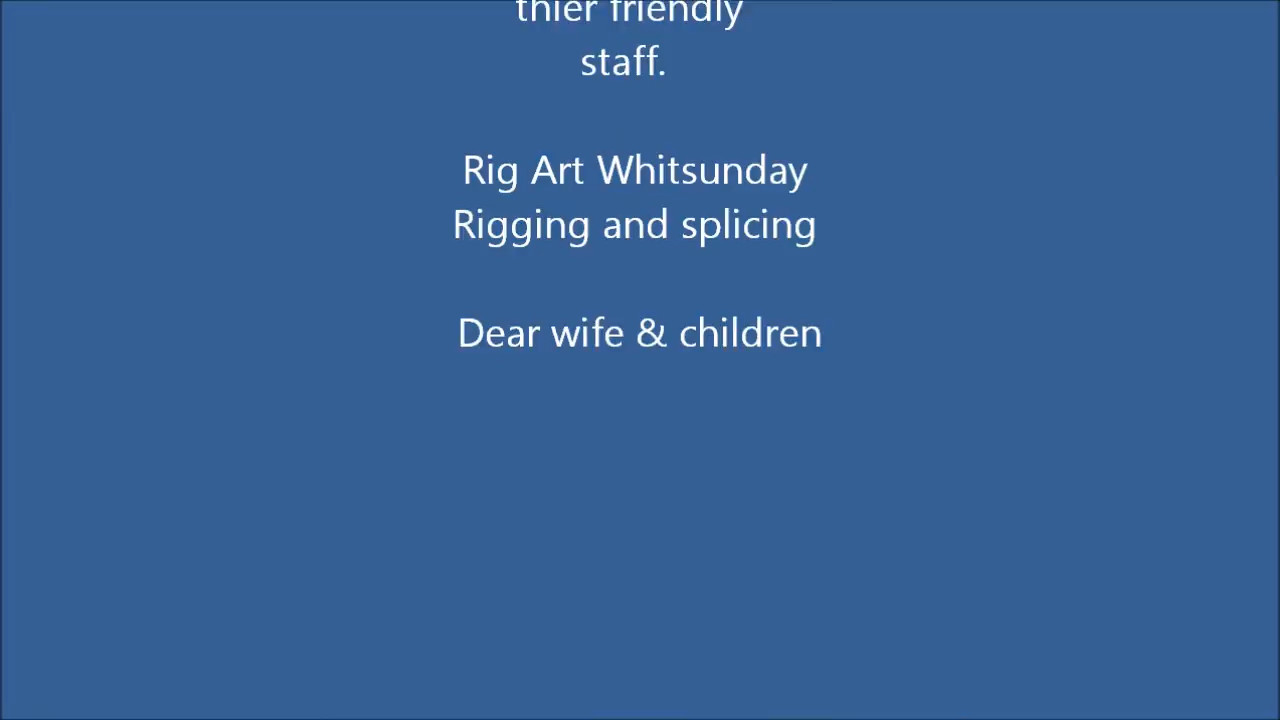 thier friendly
staff.
Rig Art Whitsunday
Rigging and splicing
Dear wife & children